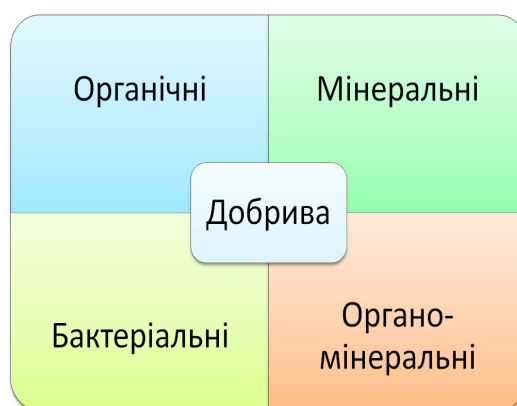 Органічні
Мінеральні
Добрива
Бактеріальні
Органо-
мінеральні